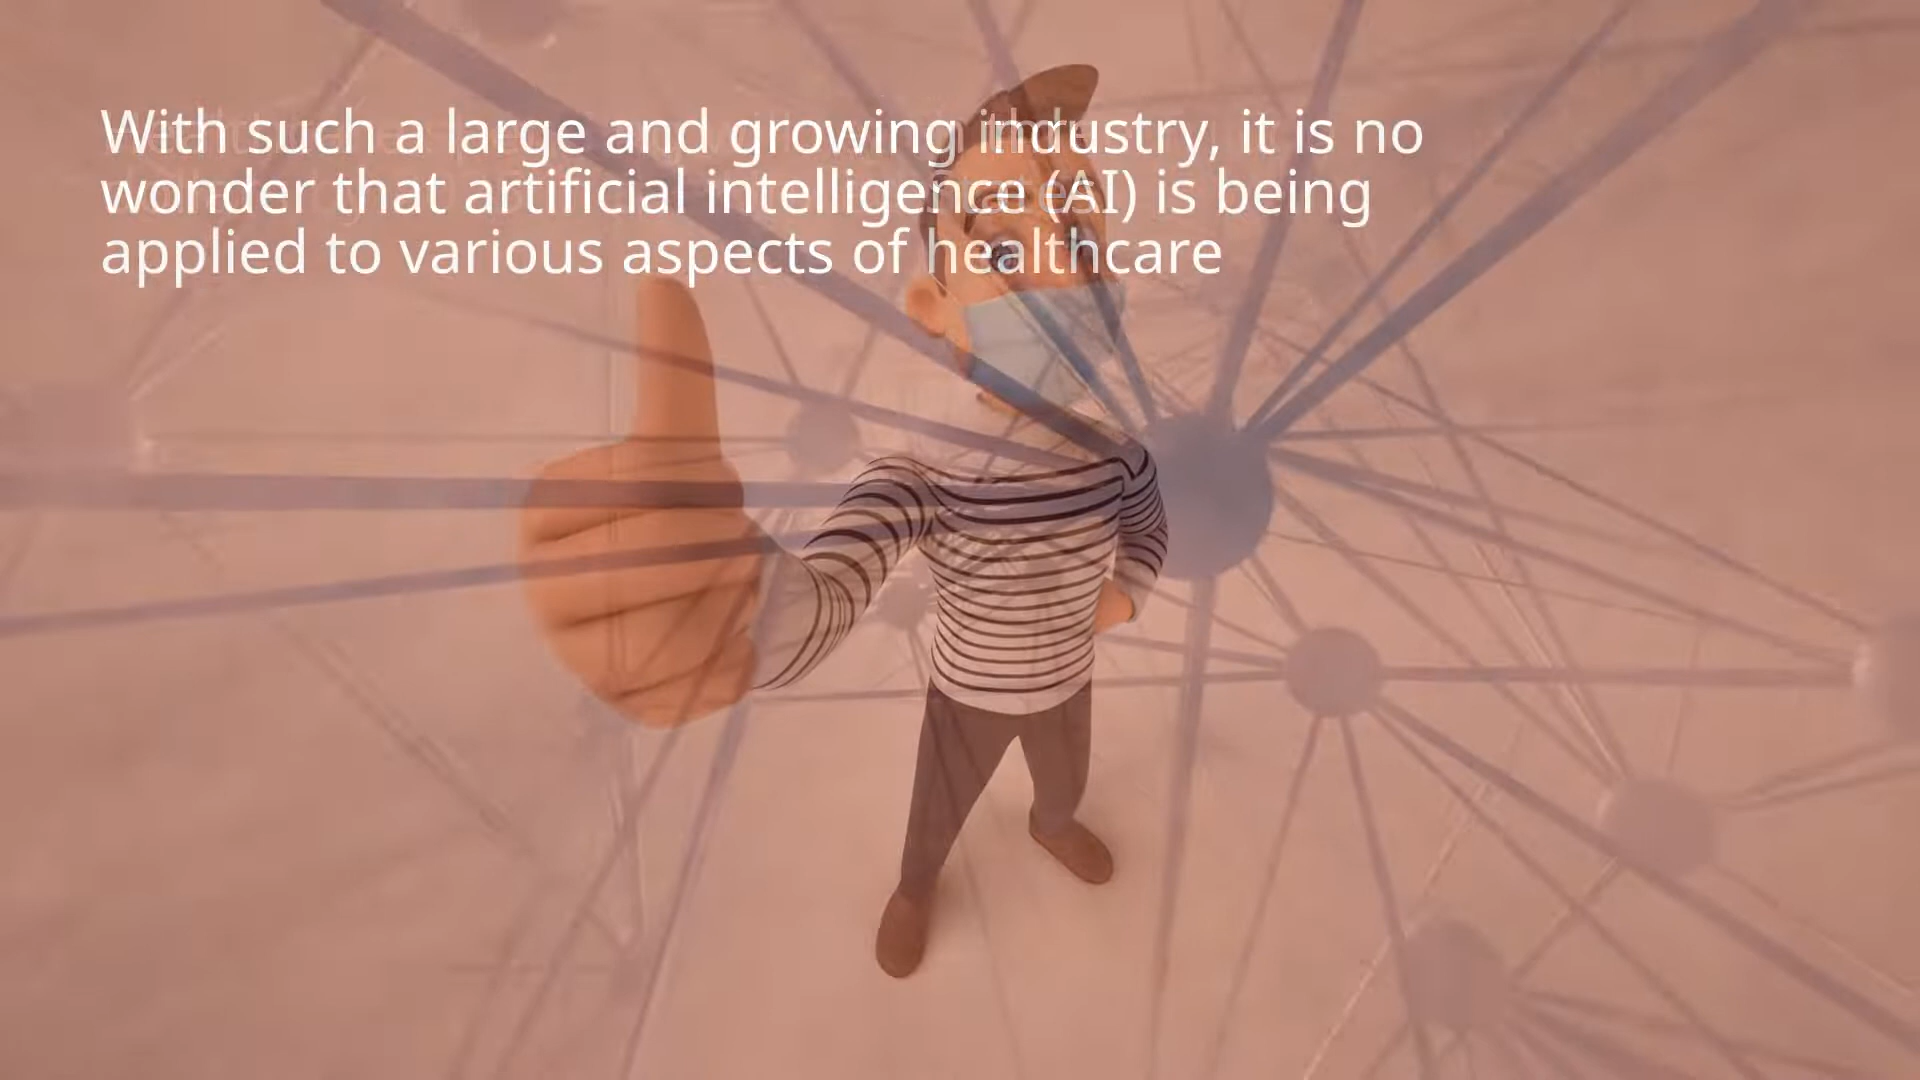 With such a large and growing industry, it is no
wonder that artificial intelligence (AI) is being
applied to various aspects of healthcare